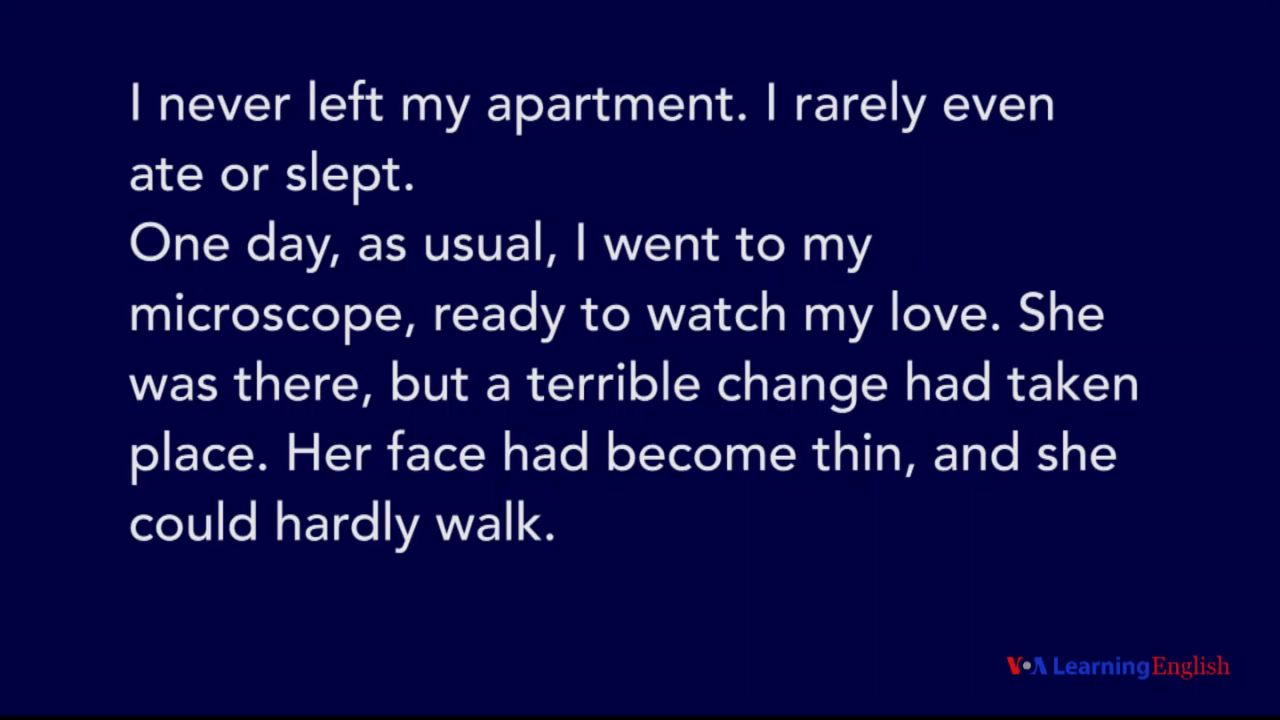 I never left my apartment. I rarely even
ate or slept.
One day, as usual, I went to my
microscope, ready to watch my love. She
was there, but a terrible change had taken
place. Her face had become thin, and she
could hardly walk.
VOA Learning English